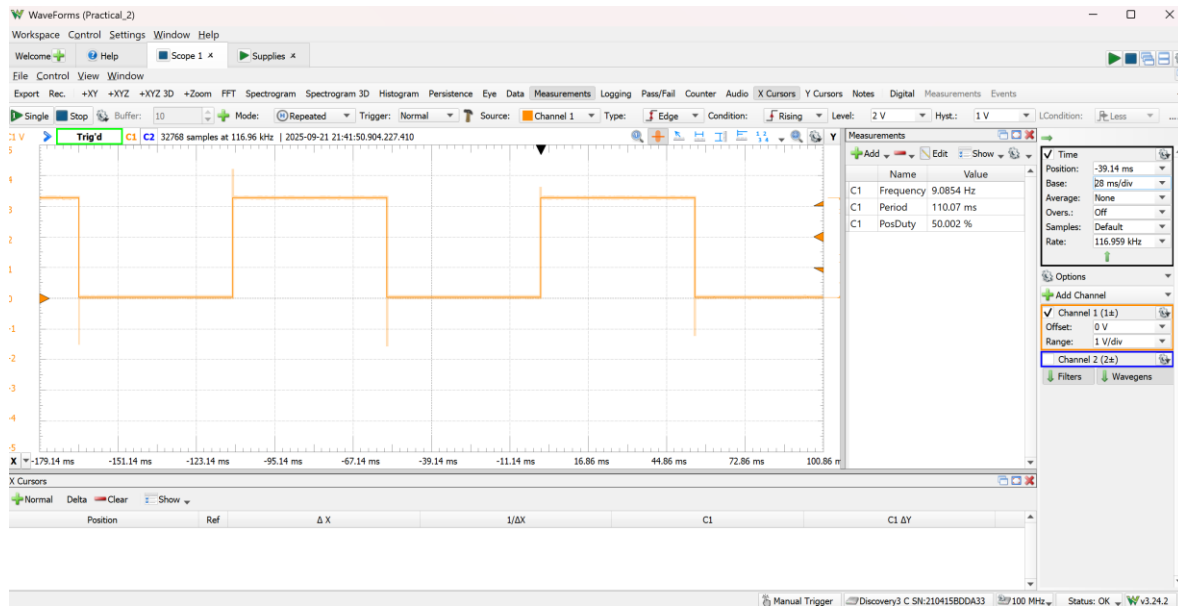 WaveForms (Practical_2)
Workspace Control Settings Window Help
Welcome Help Scope 1 x Supplies x
File Control View Window
Export Rec. +XY +XYZ +XYZ 3D +Zoom FFT Spectrogram Spectrogram 3D Histogram Persistence Eye Data Measurements Logging Pass/Fail Counter Audio X Cursors Y Cursors Notes Digital Measurements Events
Single Stop Buffer: 10 Mode: Repeated Trigger: Normal Source: Channel 1 Type: Edge Condition: Rising Level: 2 V Hyst.: 1 V LCondition: Less ...
C1 V Trig'd C1 C2 32768 samples at 116.96 kHz | 2025-09-21 21:41:50.904.227.410 Y
5
4
3
2
1
0
-1
-2
-3
-4
-5
X -179.14 ms -151.14 ms -123.14 ms -95.14 ms -67.14 ms -39.14 ms -11.14 ms 16.86 ms 44.86 ms 72.86 ms 100.86 m
Measurements
Add Edit Show
Name Value
C1 Frequency 9.0854 Hz
C1 Period 110.07 ms
C1 PosDuty 50.002 %
Time
Position: -39.14 ms
Base: 28 ms/div
Average: None
Overs.: Off
Samples: Default
Rate: 116.959 kHz
Options
Add Channel
Channel 1 (1±)
Offset: 0 V
Range: 1 V/div
Channel 2 (2±)
Filters Wavegens
X Cursors
Normal Delta Clear Show
Position Ref Δ X 1/ΔX C1 C1 ΔY
Manual Trigger Discovery3 C SN:210415BDDA33 100 MHz Status: OK v3.24.2